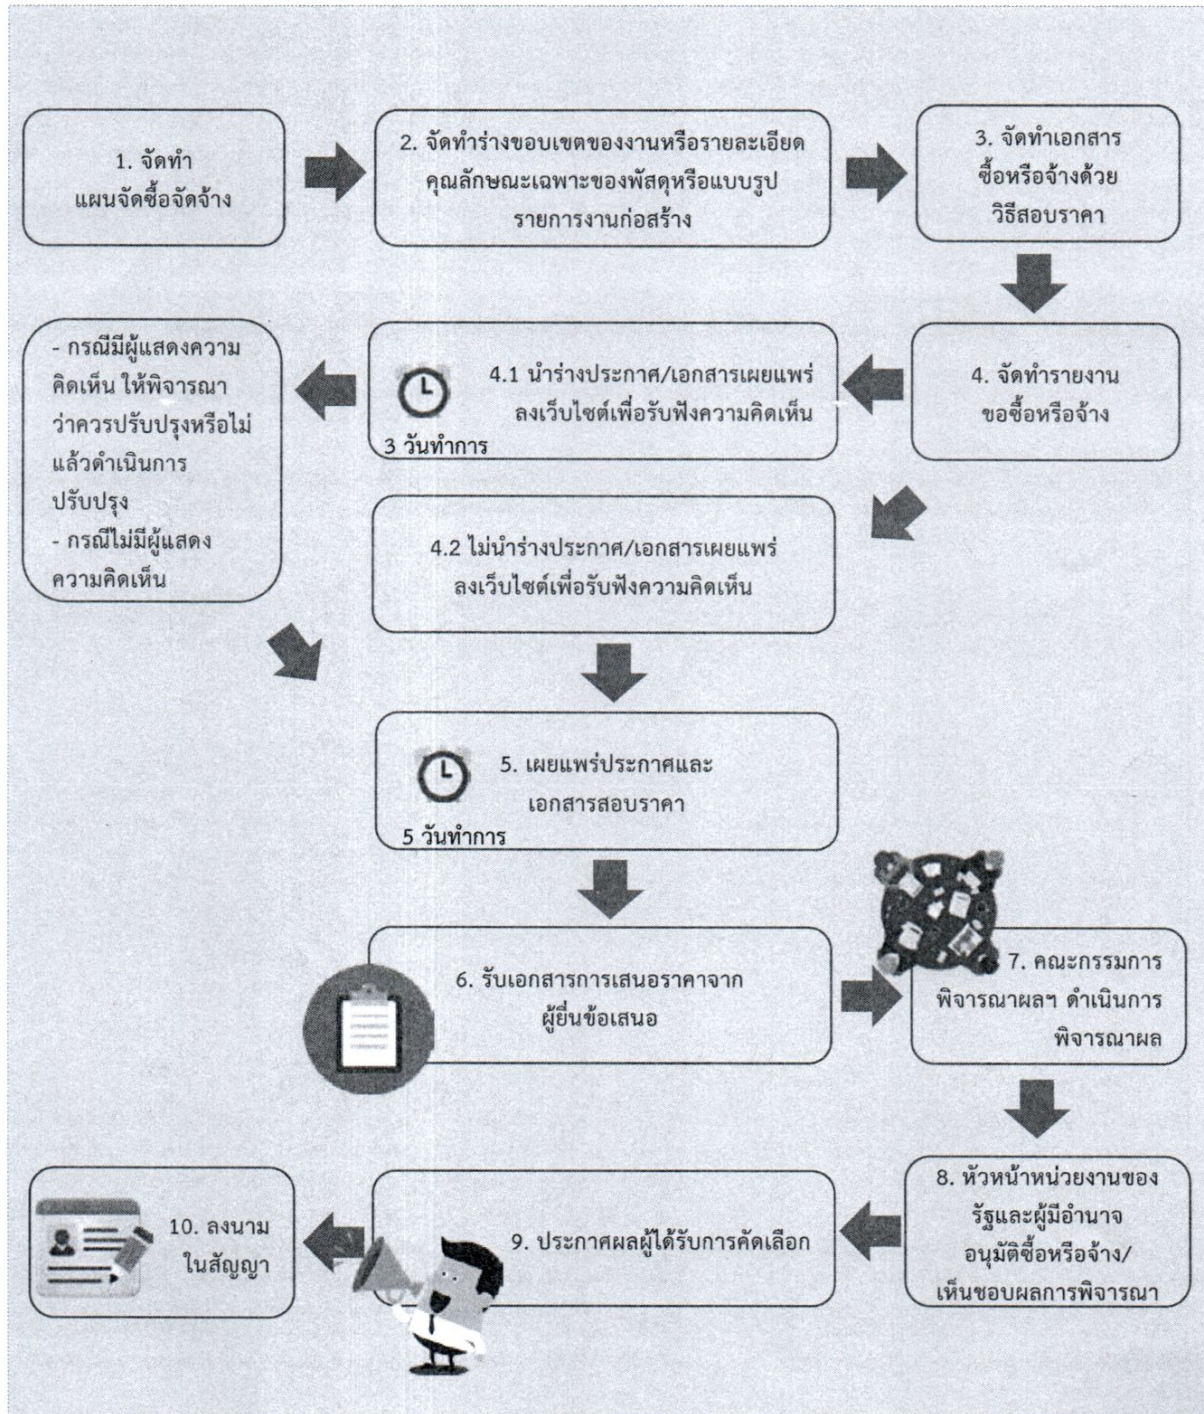 1. จัดทำ
แผนจัดซื้อจัดจ้าง
2. จัดทำร่างขอบเขตของงานหรือรายละเอียด
คุณลักษณะเฉพาะของพัสดุหรือแบบรูป
รายการงานก่อสร้าง
3. จัดทำเอกสาร
ซื้อหรือจ้างด้วย
วิธีสอบราคา
4. จัดทำรายงาน
ขอซื้อหรือจ้าง
4.1 นำร่างประกาศ/เอกสารเผยแพร่
ลงเว็บไซต์เพื่อรับฟังความคิดเห็น
3 วันทำการ
- กรณีมีผู้แสดงความ
คิดเห็น ให้พิจารณา
ว่าควรปรับปรุงหรือไม่
แล้วดำเนินการ
ปรับปรุง
- กรณีไม่มีผู้แสดง
ความคิดเห็น
4.2 ไม่นำร่างประกาศ/เอกสารเผยแพร่
ลงเว็บไซต์เพื่อรับฟังความคิดเห็น
5. เผยแพร่ประกาศและ
เอกสารสอบราคา
5 วันทำการ
6. รับเอกสารการเสนอราคาจาก
ผู้ยื่นข้อเสนอ
7. คณะกรรมการ
พิจารณาผลฯ ดำเนินการ
พิจารณาผล
8. หัวหน้าหน่วยงานของ
รัฐและผู้มีอำนาจ
อนุมัติซื้อหรือจ้าง/
เห็นชอบผลการพิจารณา
9. ประกาศผลผู้ได้รับการคัดเลือก
10. ลงนาม
ในสัญญา